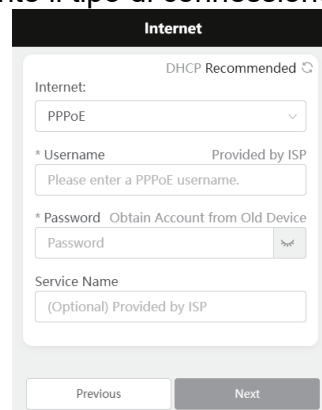 Internet
DHCP Recommended
Internet:
PPPoE
* Username Provided by ISP
Please enter a PPPoE username.
* Password Obtain Account from Old Device
Password
Service Name
(Optional) Provided by ISP
Previous Next